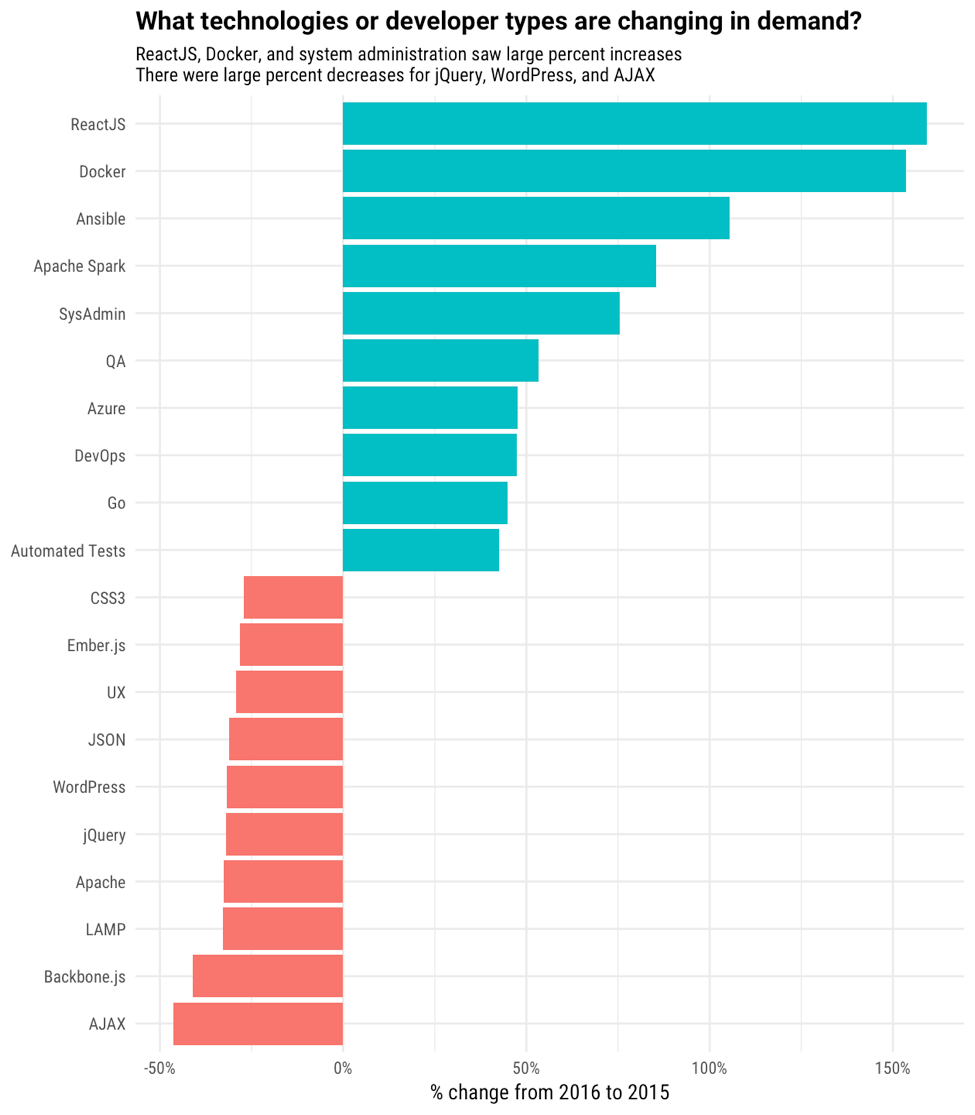 What technologies or developer types are changing in demand?
ReactJS, Docker, and system administration saw large percent increases
There were large percent decreases for jQuery, WordPress, and AJAX
ReactJS
Docker
Ansible
Apache Spark
SysAdmin
QA
Azure
DevOps
Go
Automated Tests
CSS3
Ember.js
UX
JSON
WordPress
jQuery
Apache
LAMP
Backbone.js
AJAX
-50% 0% 50% 100% 150%
% change from 2016 to 2015